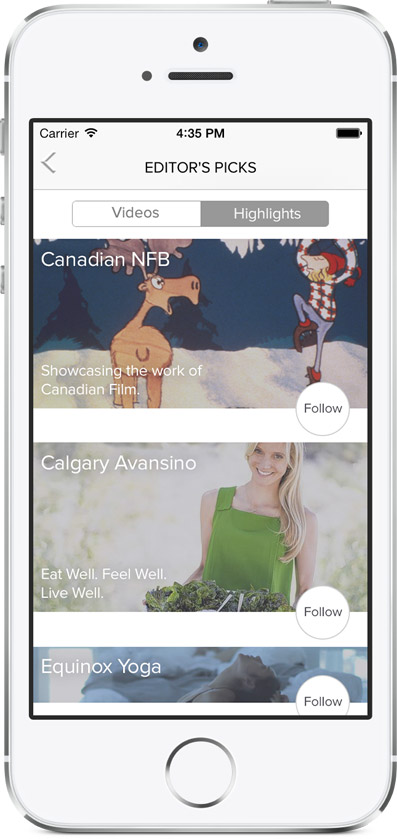 Carrier 4:35 PM
EDITOR'S PICKS
Videos Highlights
Canadian NFB
Showcasing the work of
Canadian Film.
Follow
Calgary Avansino
Eat Well. Feel Well.
Live Well.
Follow
Equinox Yoga
Follow